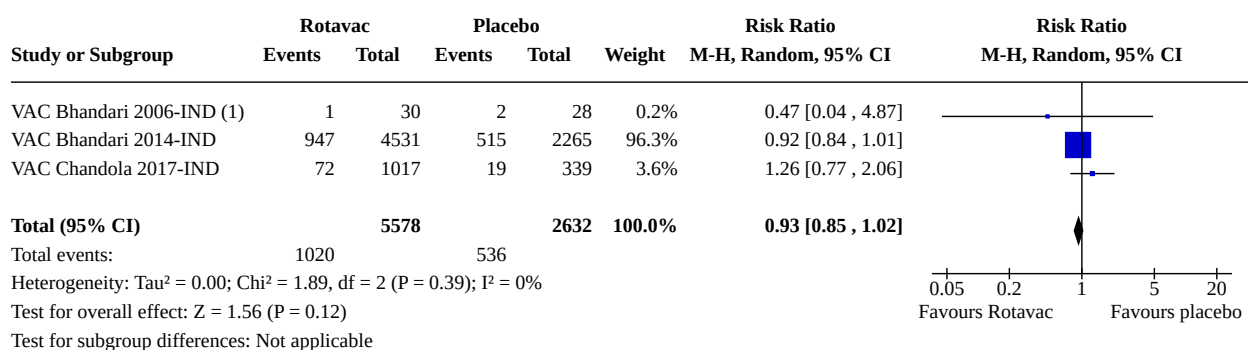 Rotavac Placebo Risk Ratio Risk Ratio
Study or Subgroup Events Total Events Total Weight M-H, Random, 95% CI M-H, Random, 95% CI
VAC Bhandari 2006-IND (1) 1 30 2 28 0.2% 0.47 [0.04 , 4.87]
VAC Bhandari 2014-IND 947 4531 515 2265 96.3% 0.92 [0.84 , 1.01]
VAC Chandola 2017-IND 72 1017 19 339 3.6% 1.26 [0.77 , 2.06]
Total (95% CI) 5578 2632 100.0% 0.93 [0.85 , 1.02]
Total events: 1020 536
Heterogeneity: Tau² = 0.00; Chi² = 1.89, df = 2 (P = 0.39); I² = 0%
0.05 0.2 1 5 20
Test for overall effect: Z = 1.56 (P = 0.12) Favours Rotavac Favours placebo
Test for subgroup differences: Not applicable